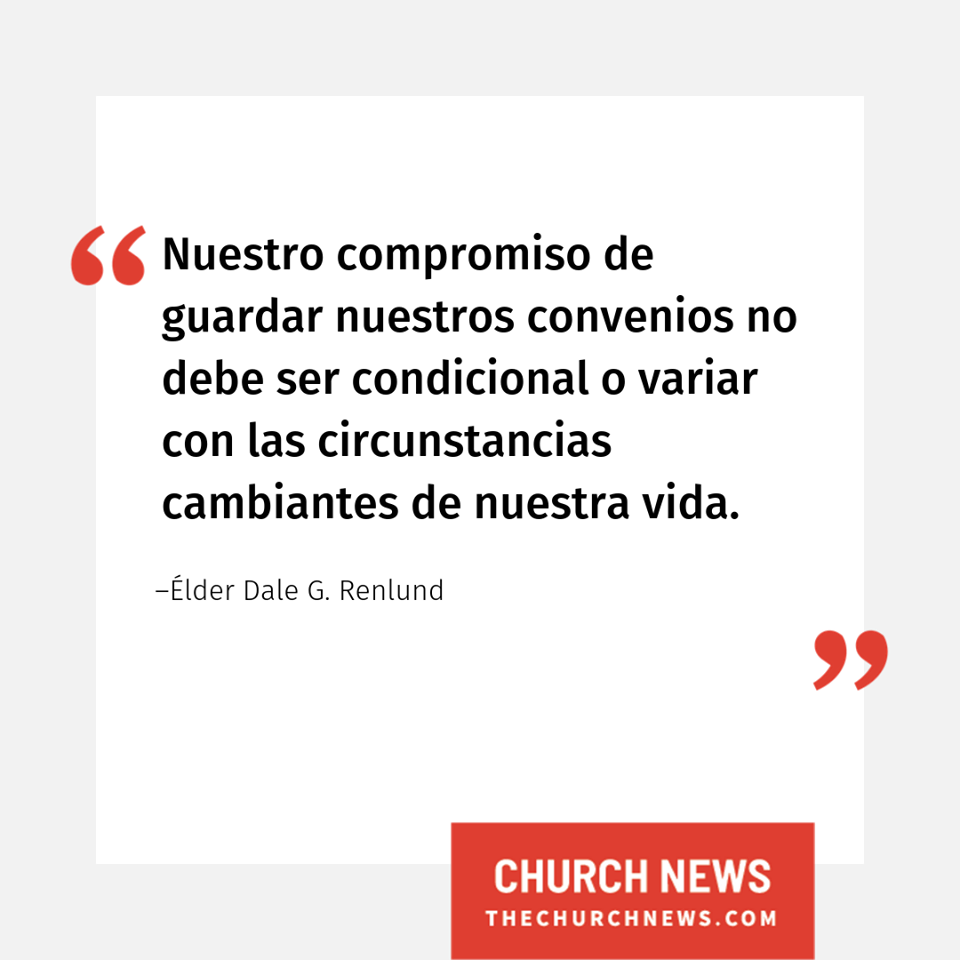 “Nuestro compromiso de
guardar nuestros convenios no
debe ser condicional o variar
con las circunstancias
cambiantes de nuestra vida.
–Élder Dale G. Renlund
”
CHURCH NEWS
THECHURCHNEWS.COM